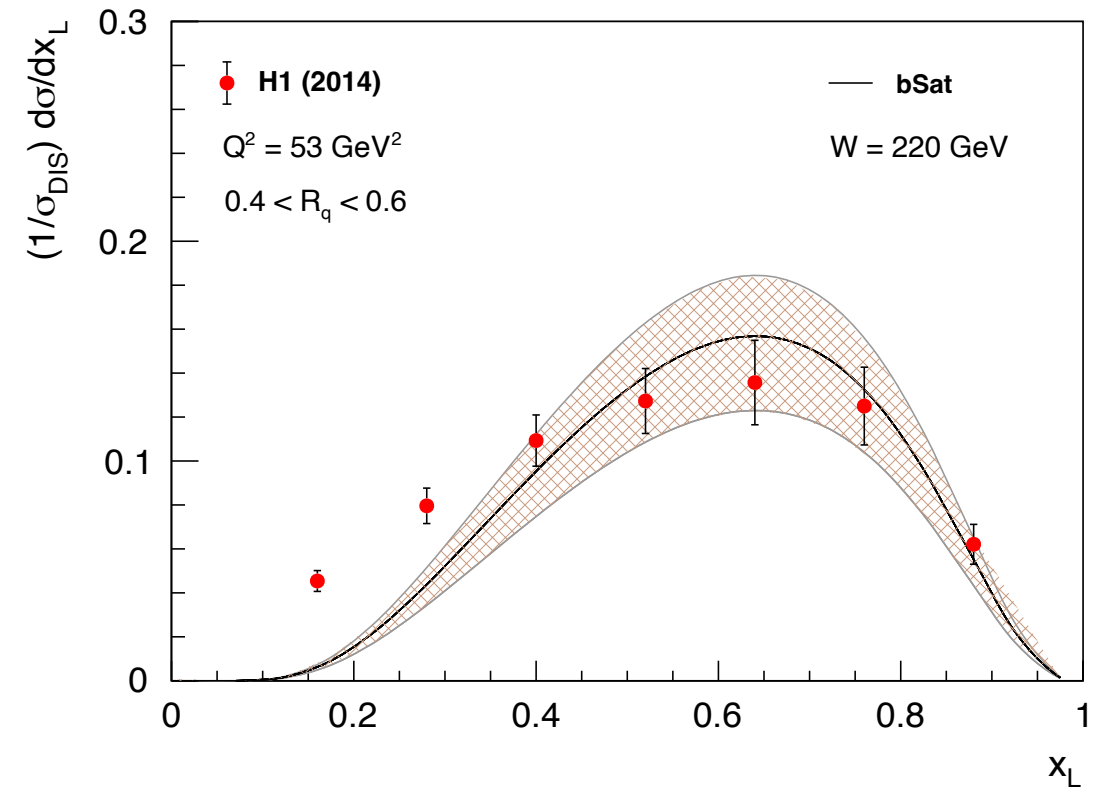 (1/σ_DIS) dσ/dx_L
0.3
0.2
0.1
0
H1 (2014)
Q² = 53 GeV²
0.4 < R_q < 0.6
bSat
W = 220 GeV
0 0.2 0.4 0.6 0.8 1
x_L